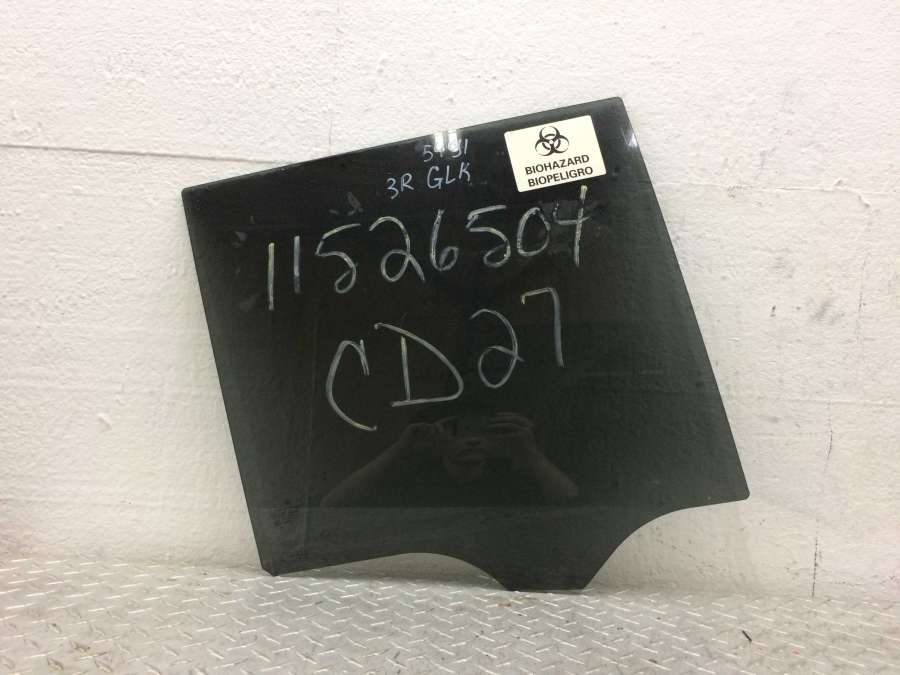 3R GLK
BIOHAZARD
BIOPELIGRO
11526504
CD27